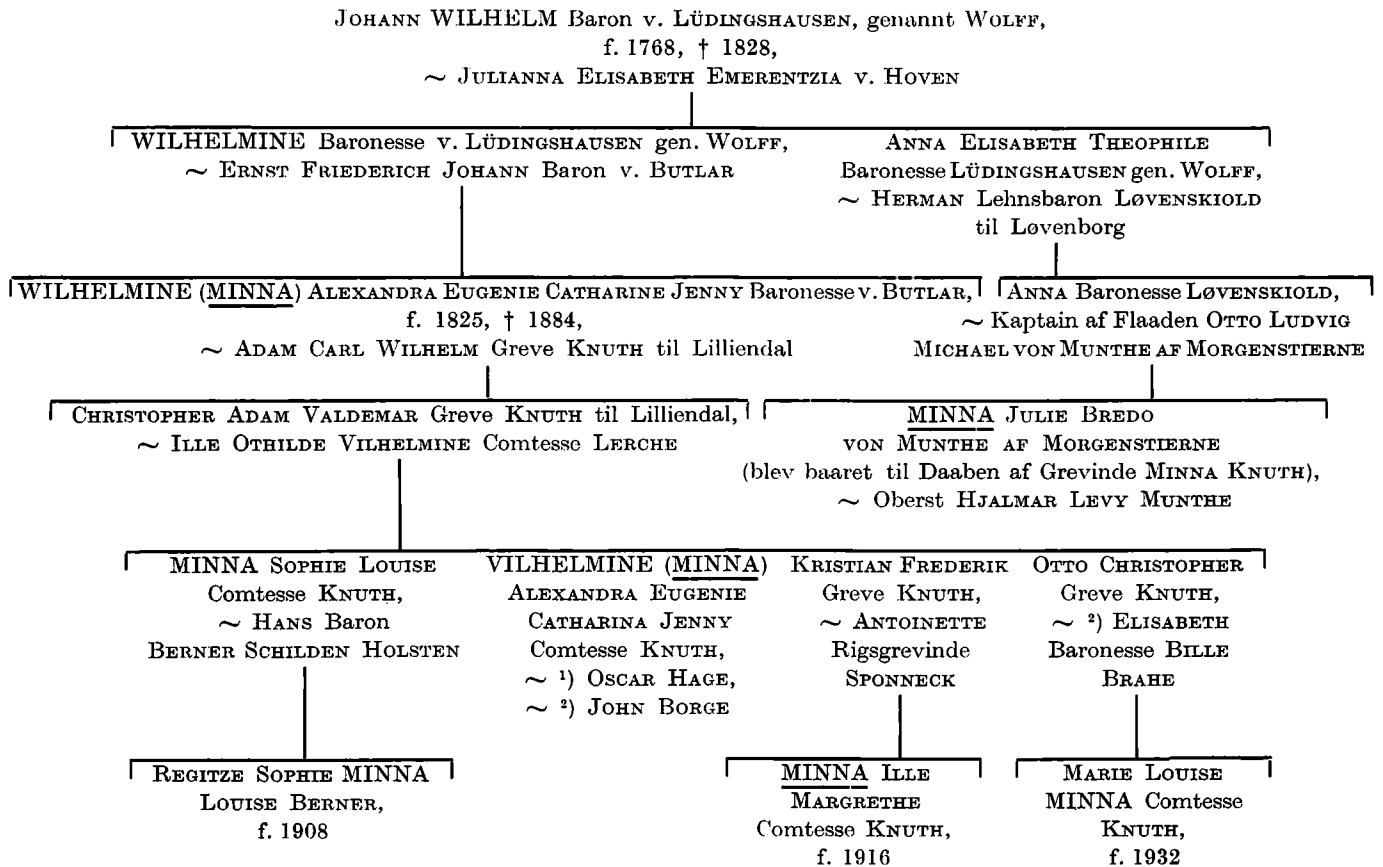 JOHANN WILHELM Baron v. LÜDINGSHAUSEN, genannt WOLFF,
f. 1768, † 1828,
~ JULIANNA ELISABETH EMERENTZIA v. HOVEN
WILHELMINE Baronesse v. LÜDINGSHAUSEN gen. WOLFF,
~ ERNST FRIEDERICH JOHANN Baron v. BUTLAR
ANNA ELISABETH THEOPHILE
Baronesse LÜDINGSHAUSEN gen. WOLFF,
~ HERMAN Lehnsbaron LØVENSKIOLD
til Løvenborg
WILHELMINE (MINNA) ALEXANDRA EUGENIE CATHARINE JENNY Baronesse v. BUTLAR,
f. 1825, † 1884,
~ ADAM CARL WILHELM Greve KNUTH til Lilliendal
ANNA Baronesse LØVENSKIOLD,
~ Kaptain af Flaaden OTTO LUDVIG
MICHAEL VON MUNTHE AF MORGENSTIERNE
CHRISTOPHER ADAM VALDEMAR Greve KNUTH til Lilliendal,
~ ILLE OTHILDE VILHELMINE Comtesse LERCHE
MINNA JULIE BREDO
VON MUNTHE AF MORGENSTIERNE
(blev baaret til Daaben af Grevinde MINNA KNUTH),
~ Oberst HJALMAR LEVY MUNTHE
MINNA SOPHIE LOUISE
Comtesse KNUTH,
~ HANS Baron
BERNER SCHILDEN HOLSTEN
VILHELMINE (MINNA)
ALEXANDRA EUGENIE
CATHARINA JENNY
Comtesse KNUTH,
~ ¹) OSCAR HAGE,
~ ²) JOHN BORGE
KRISTIAN FREDERIK
Greve KNUTH,
~ ANTOINETTE
Rigsgrevinde
SPONNECK
OTTO CHRISTOPHER
Greve KNUTH,
~ ²) ELISABETH
Baronesse BILLE
BRAHE
REGITZE SOPHIE MINNA
LOUISE BERNER,
f. 1908
MINNA ILLE
MARGRETHE
Comtesse KNUTH,
f. 1916
MARIE LOUISE
MINNA Comtesse
KNUTH,
f. 1932